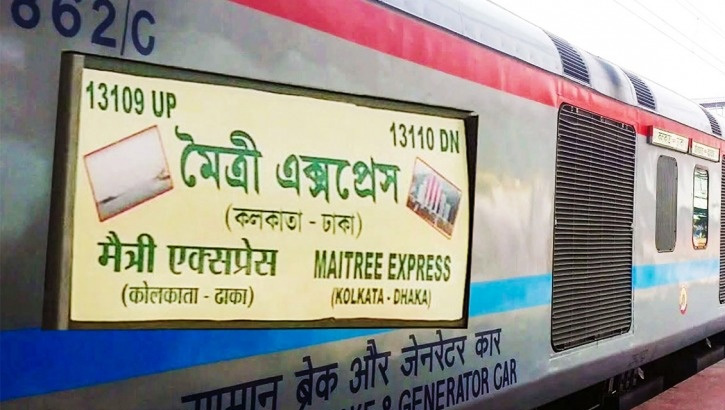 862/C
13109 UP
13110 DN
মৈত্রী এক্সপ্রেস
(কলকাতা - ঢাকা)
मैत्री एक्सप्रेस
MAITREE EXPRESS
(कोलकाता - ढाका)
(KOLKATA - DHAKA)
सामान ब्रेक और जेनरेटर कार
& GENERATOR CAR